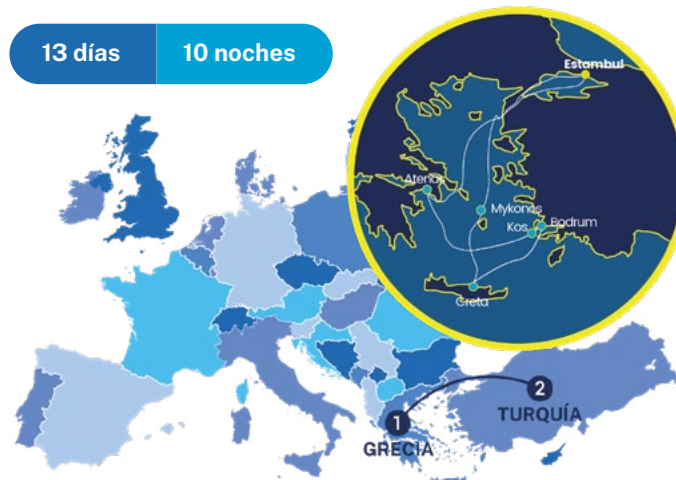 13 días
10 noches
Estambul
Atenas
Mykonos
Bodrum
Kos
Creta
1
GRECIA
2
TURQUÍA